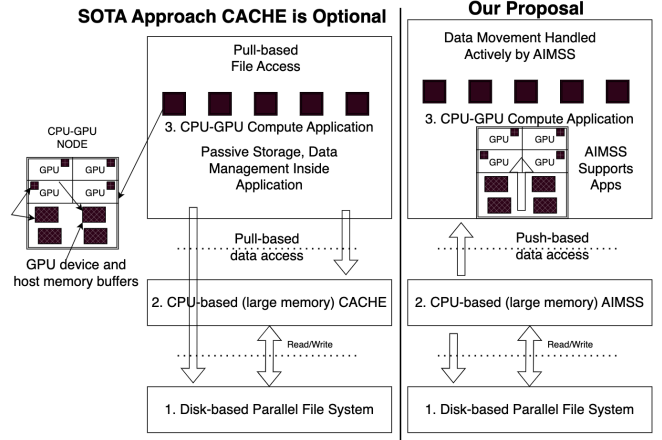 SOTA Approach CACHE is Optional
Pull-based
File Access
3. CPU-GPU Compute Application
Passive Storage, Data
Management Inside
Application
CPU-GPU
NODE
GPU GPU
GPU GPU
GPU device and
host memory buffers
Pull-based
data access
2. CPU-based (large memory) CACHE
Read/Write
1. Disk-based Parallel File System
Our Proposal
Data Movement Handled
Actively by AIMSS
3. CPU-GPU Compute Application
GPU GPU
GPU GPU
AIMSS
Supports
Apps
Push-based
data access
2. CPU-based (large memory) AIMSS
Read/Write
1. Disk-based Parallel File System